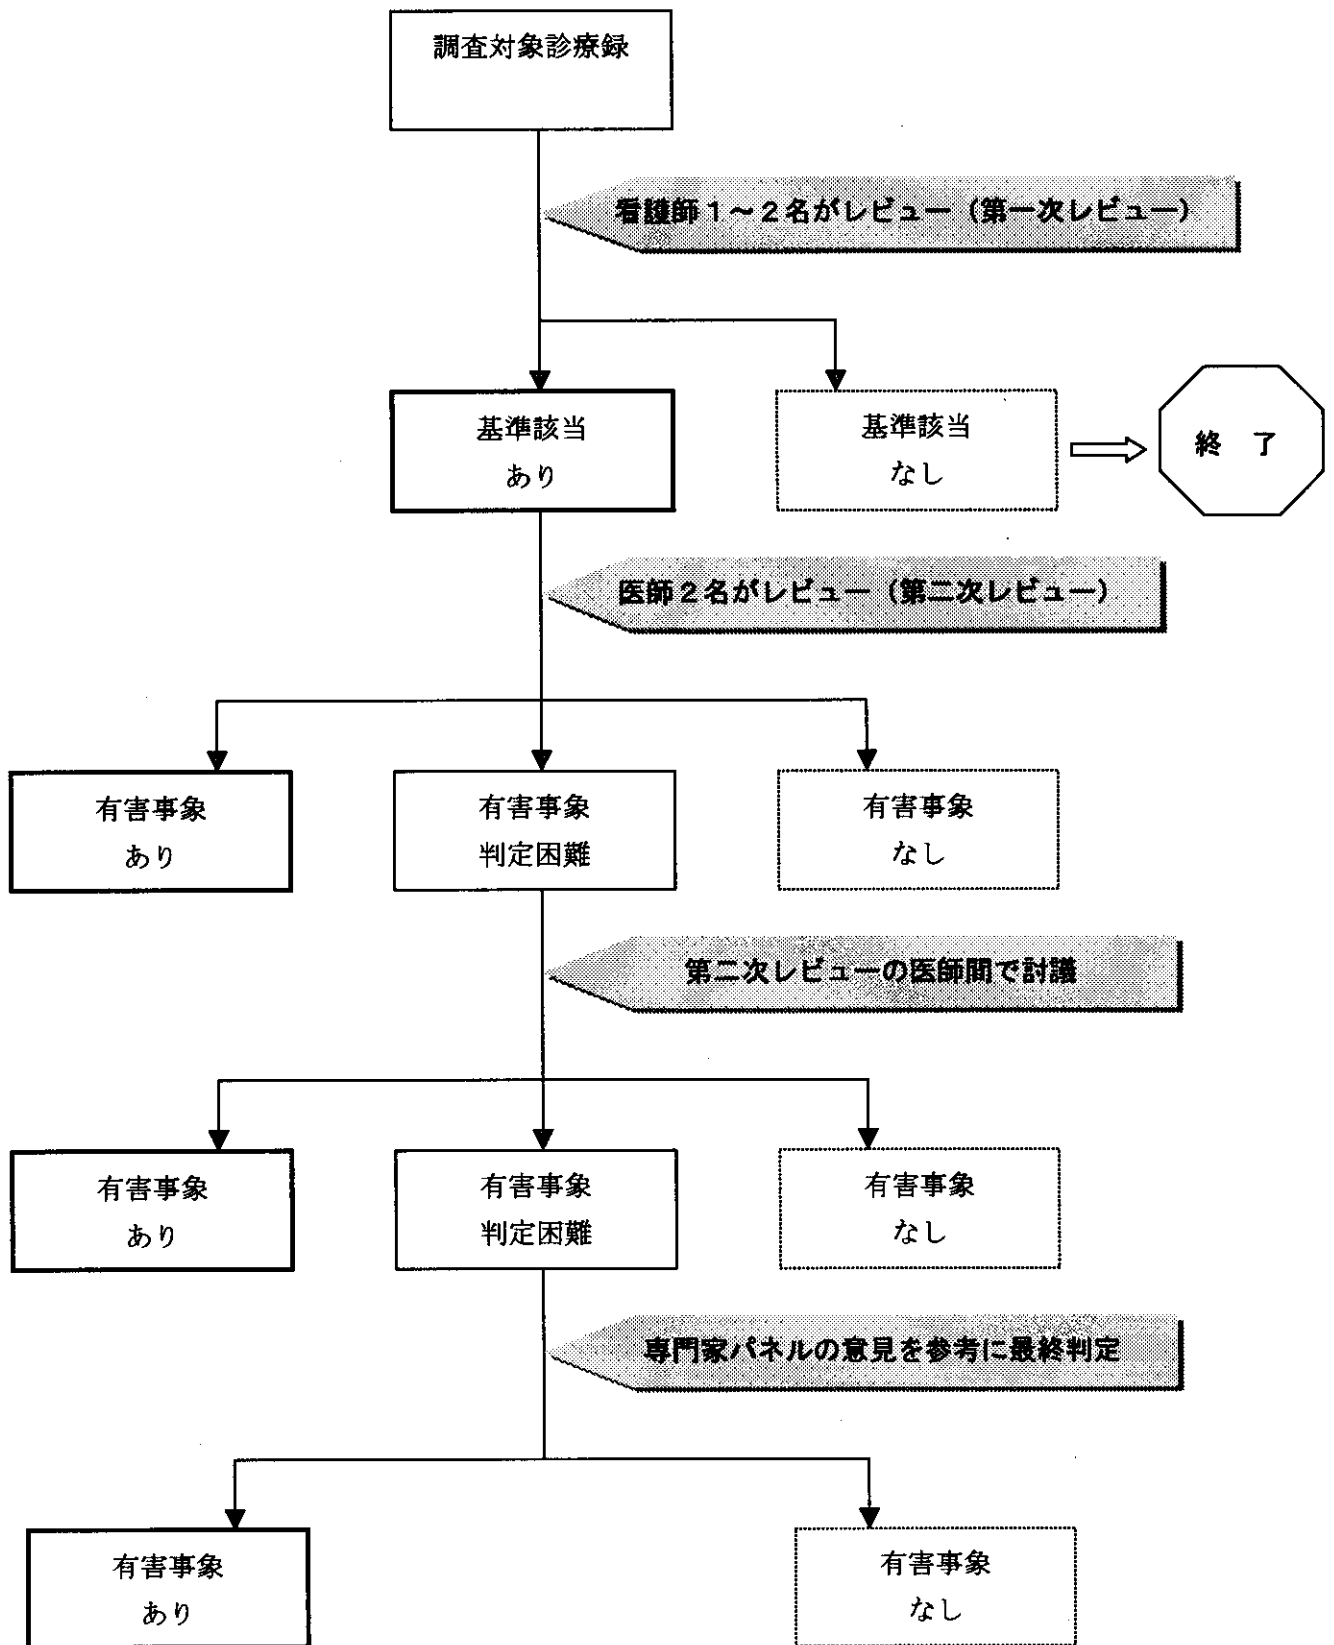 調査対象診療録
看護師1～2名がレビュー（第一次レビュー）
基準該当
あり
基準該当
なし
終 了
医師2名がレビュー（第二次レビュー）
有害事象
あり
有害事象
判定困難
有害事象
なし
第二次レビューの医師間で討議
有害事象
あり
有害事象
判定困難
有害事象
なし
専門家パネルの意見を参考に最終判定
有害事象
あり
有害事象
なし